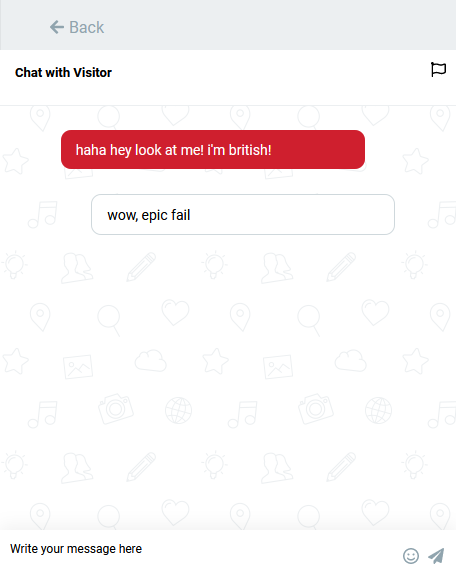 Back
Chat with Visitor
haha hey look at me! i'm british!
wow, epic fail
Write your message here